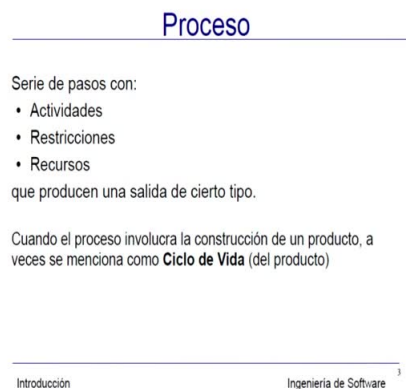 Proceso
Serie de pasos con:
• Actividades
• Restricciones
• Recursos
que producen una salida de cierto tipo.
Cuando el proceso involucra la construcción de un producto, a
veces se menciona como Ciclo de Vida (del producto)
3
Introducción
Ingeniería de Software